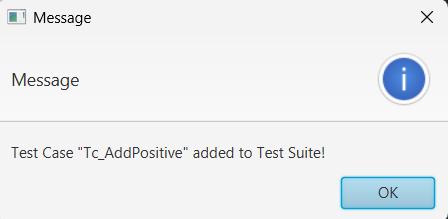 Message
Message
Test Case "Tc_AddPositive" added to Test Suite!
OK